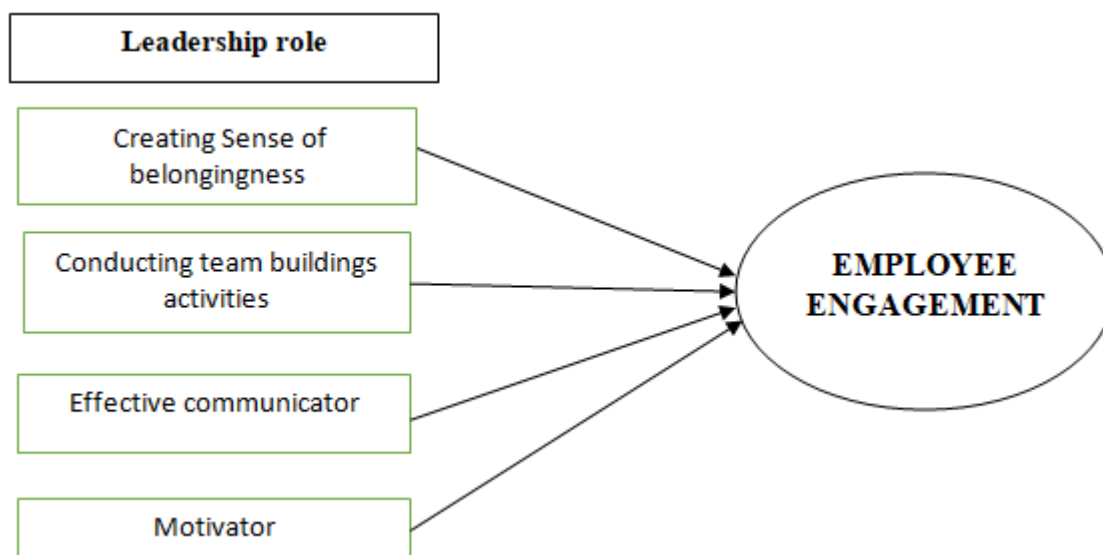 Leadership role
Creating Sense of
belongingness
Conducting team buildings
activities
Effective communicator
Motivator
EMPLOYEE
ENGAGEMENT